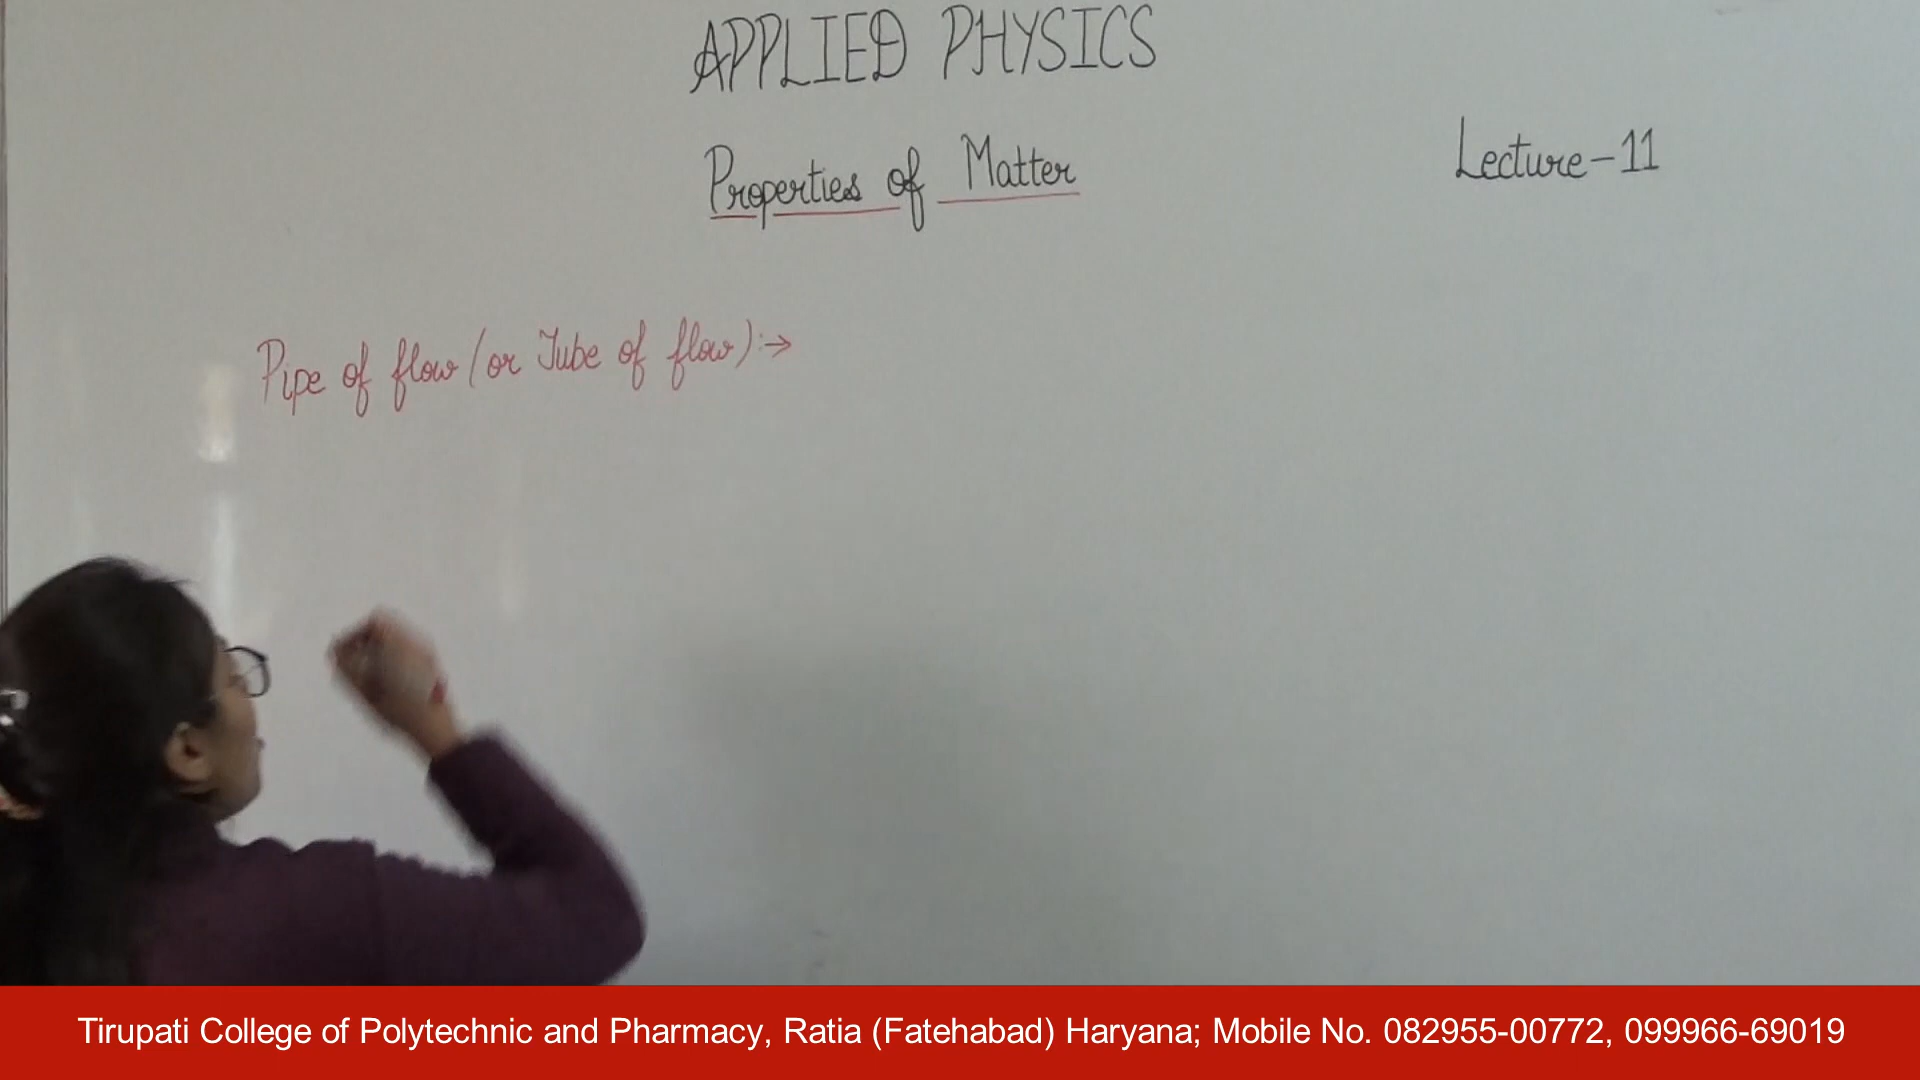 APPLIED PHYSICS
Properties of Matter
Lecture-11
Pipe of flow (or Tube of flow):→
Tirupati College of Polytechnic and Pharmacy, Ratia (Fatehabad) Haryana; Mobile No. 082955-00772, 099966-69019